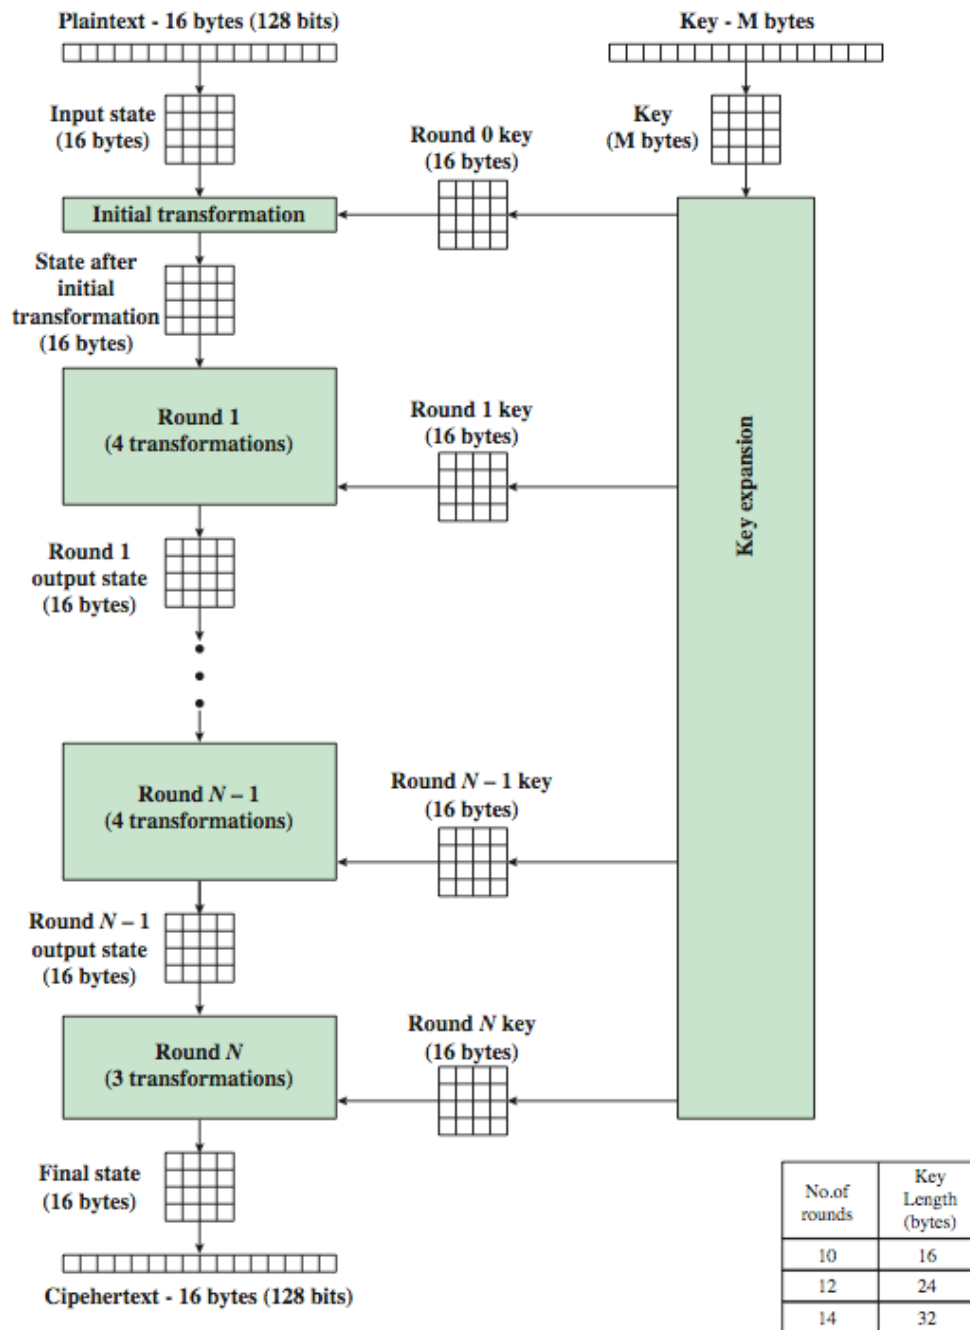 Plaintext - 16 bytes (128 bits)
Key - M bytes
Input state
(16 bytes)
Key
(M bytes)
Round 0 key
(16 bytes)
Initial transformation
State after
initial
transformation
(16 bytes)
Round 1
(4 transformations)
Round 1 key
(16 bytes)
Key expansion
Round 1
output state
(16 bytes)
Round N – 1
(4 transformations)
Round N – 1 key
(16 bytes)
Round N – 1
output state
(16 bytes)
Round N
(3 transformations)
Round N key
(16 bytes)
Final state
(16 bytes)
Cipehertext - 16 bytes (128 bits)
No.of
rounds
Key
Length
(bytes)
10 16
12 24
14 32